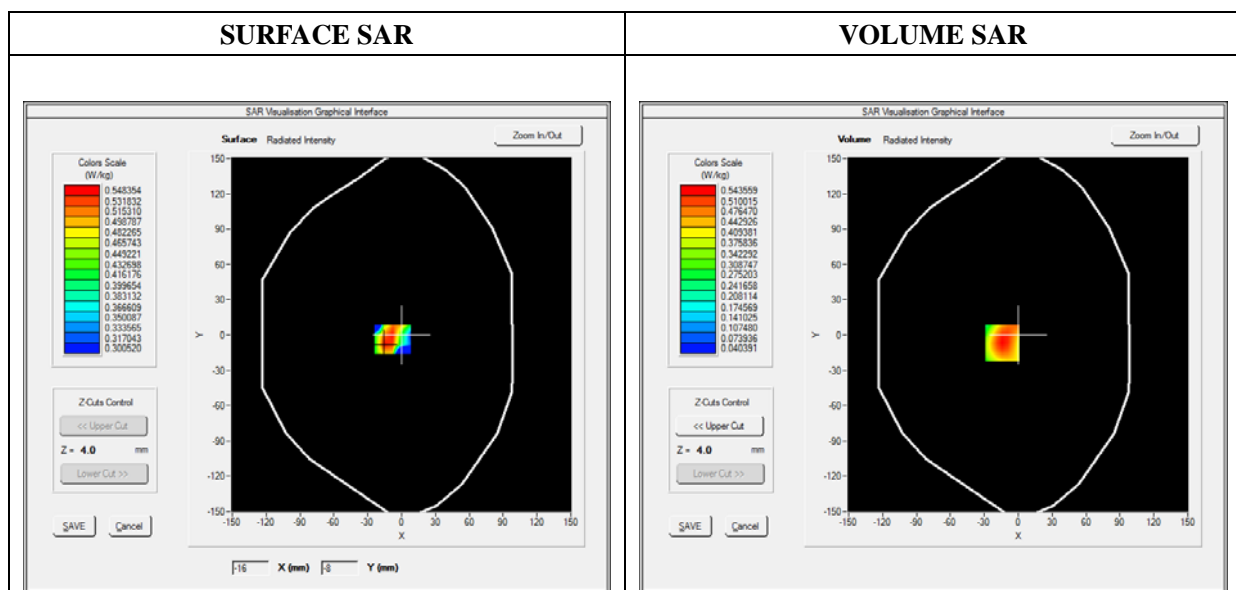 SURFACE SAR
VOLUME SAR
SAR Visualisation Graphical Interface
Surface Radiated Intensity
Zoom In/Out
Colors Scale
(W/kg)
0.548354
0.531832
0.515310
0.498787
0.482265
0.465743
0.449221
0.432698
0.416176
0.399654
0.383132
0.366609
0.350087
0.333565
0.317043
0.300520
Z-Cuts Control
<< Upper Cut
Z = 4.0 mm
Lower Cut >>
SAVE Cancel
150
120
90
60
30
0
-30
-60
-90
-120
-150
Y
-150 -120 -90 -60 -30 0 30 60 90 120 150
X
-16 X (mm) -8 Y (mm)
SAR Visualisation Graphical Interface
Volume Radiated Intensity
Zoom In/Out
Colors Scale
(W/kg)
0.543559
0.510015
0.476470
0.442926
0.409381
0.375836
0.342292
0.308747
0.275203
0.241658
0.208114
0.174569
0.141025
0.107480
0.073936
0.040391
Z-Cuts Control
<< Upper Cut
Z = 4.0 mm
Lower Cut >>
SAVE Cancel
150
120
90
60
30
0
-30
-60
-90
-120
-150
Y
-150 -120 -90 -60 -30 0 30 60 90 120 150
X